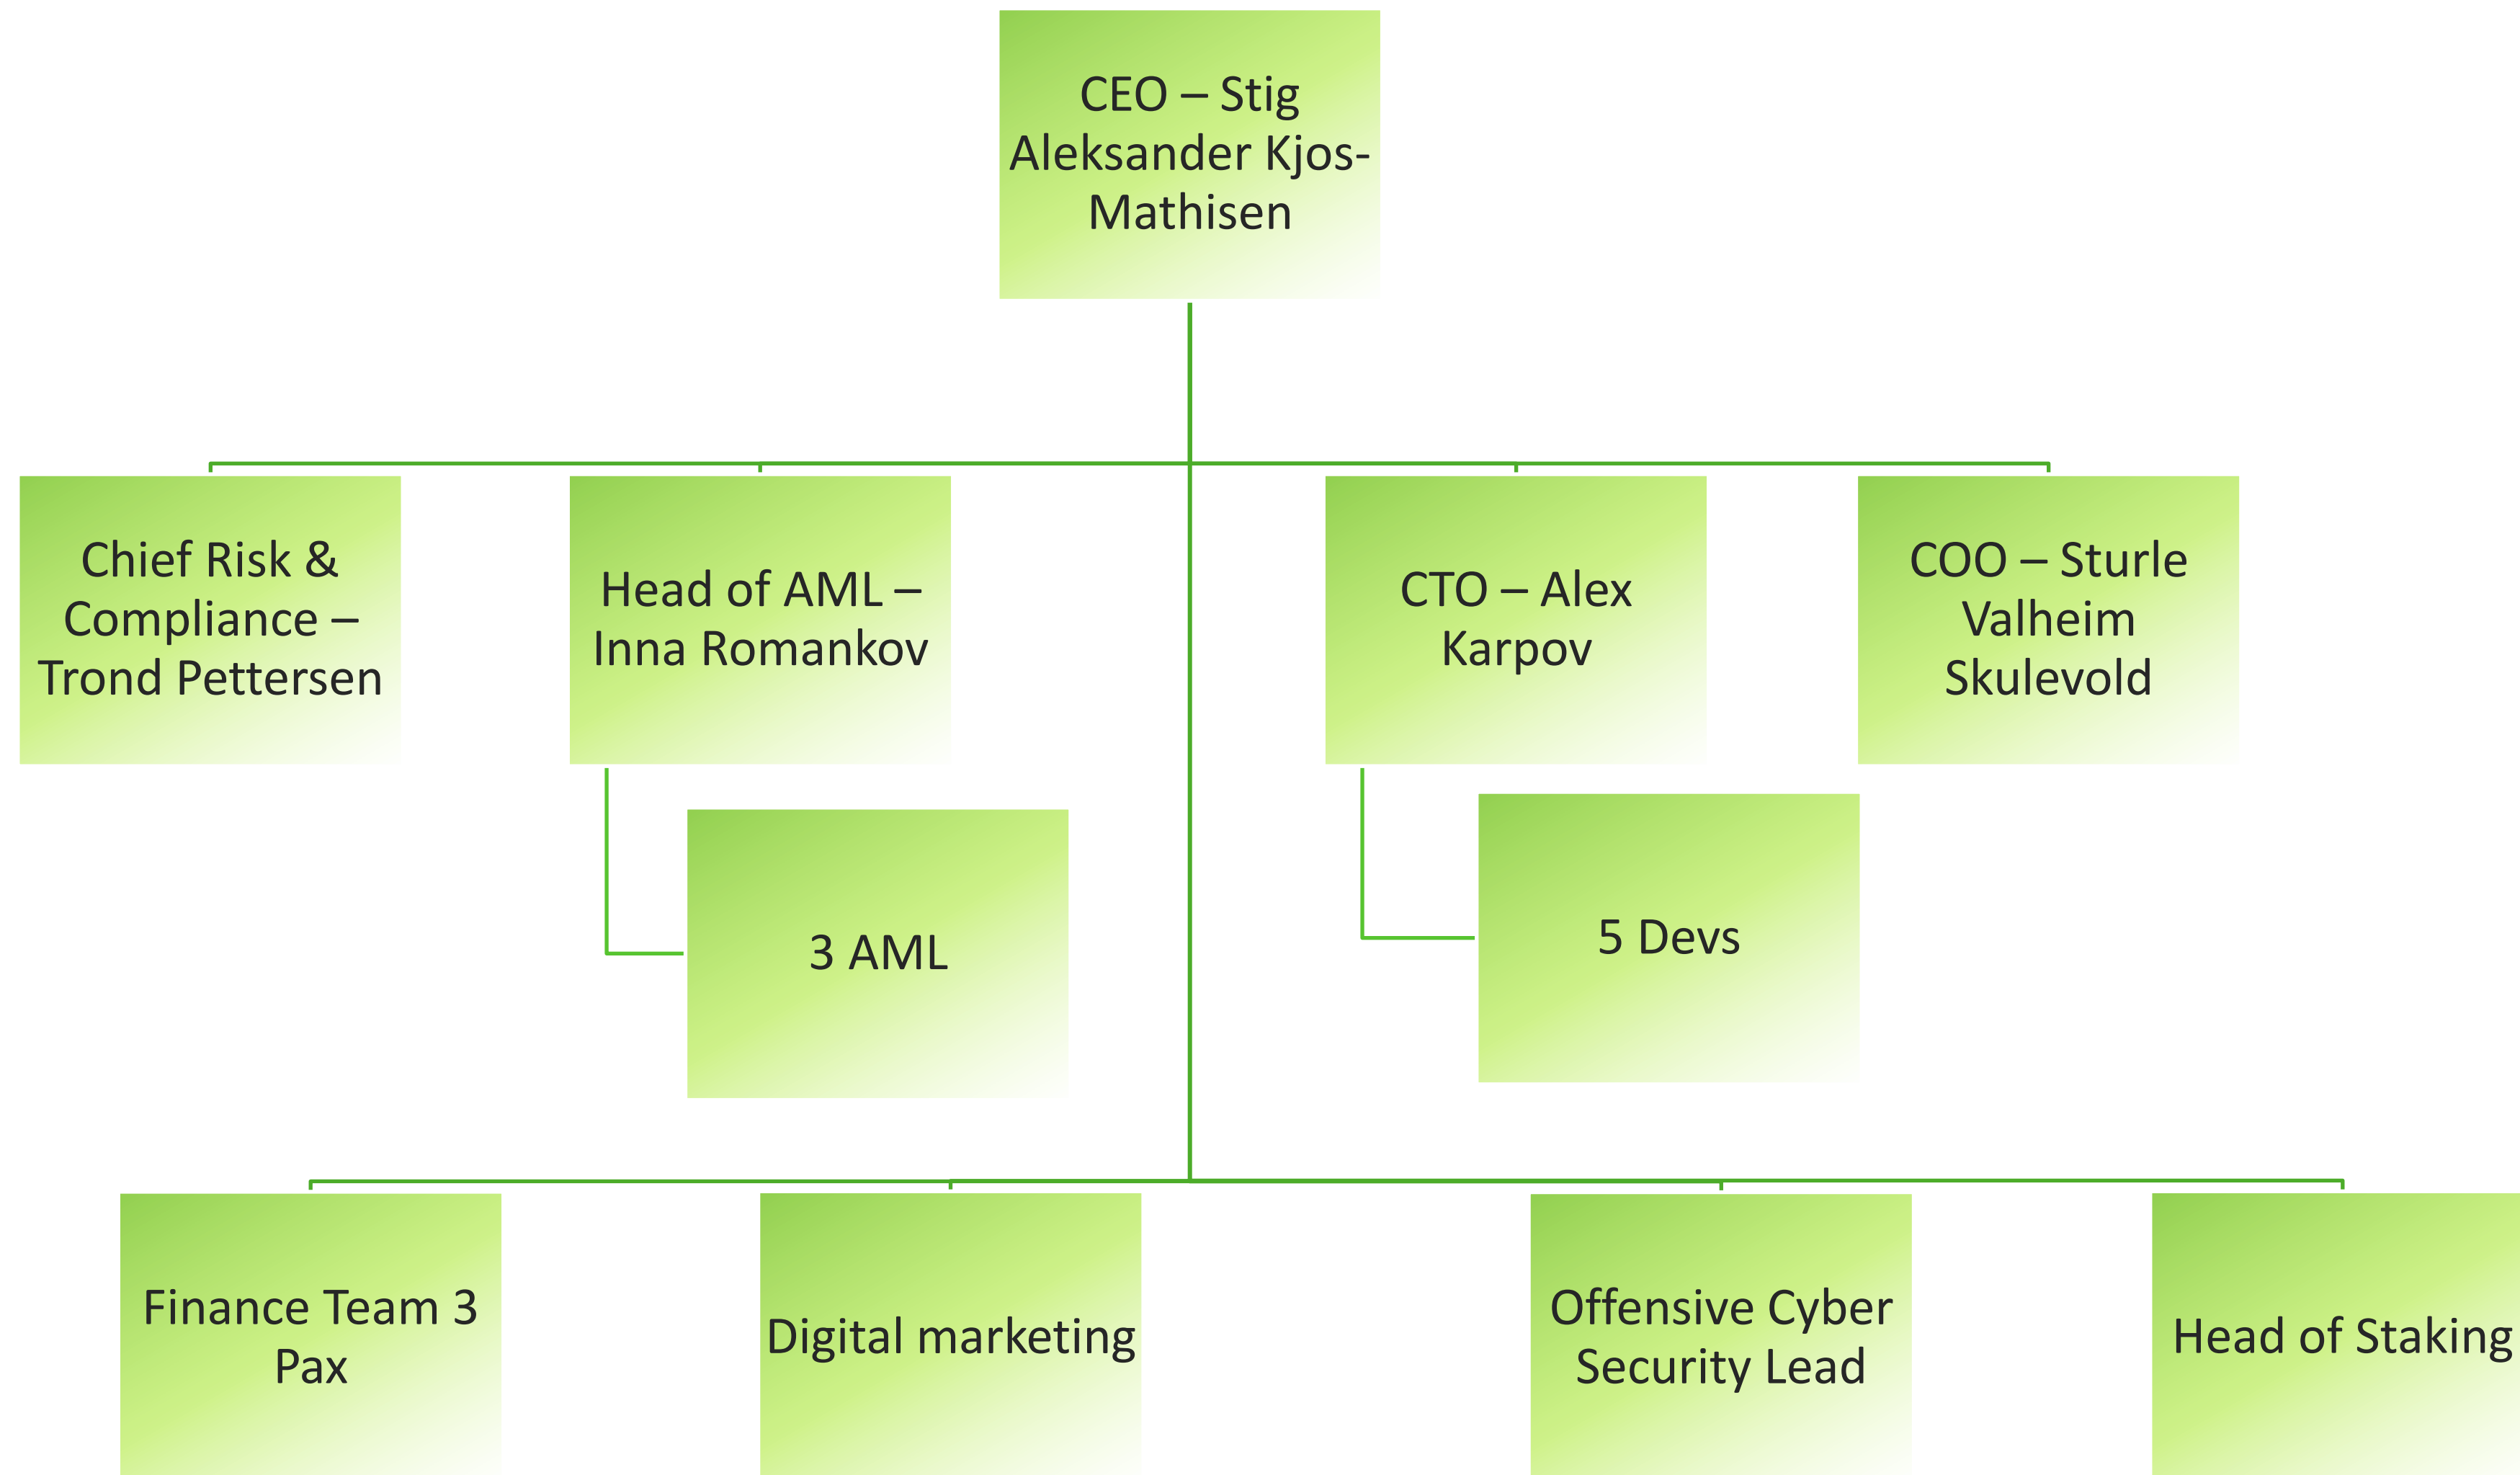 CEO – Stig
Aleksander Kjos-
Mathisen
Chief Risk &
Compliance –
Trond Pettersen
Head of AML –
Inna Romankov
CTO – Alex
Karpov
COO – Sturle
Valheim
Skulevold
3 AML
5 Devs
Finance Team 3
Pax
Digital marketing
Offensive Cyber
Security Lead
Head of Staking